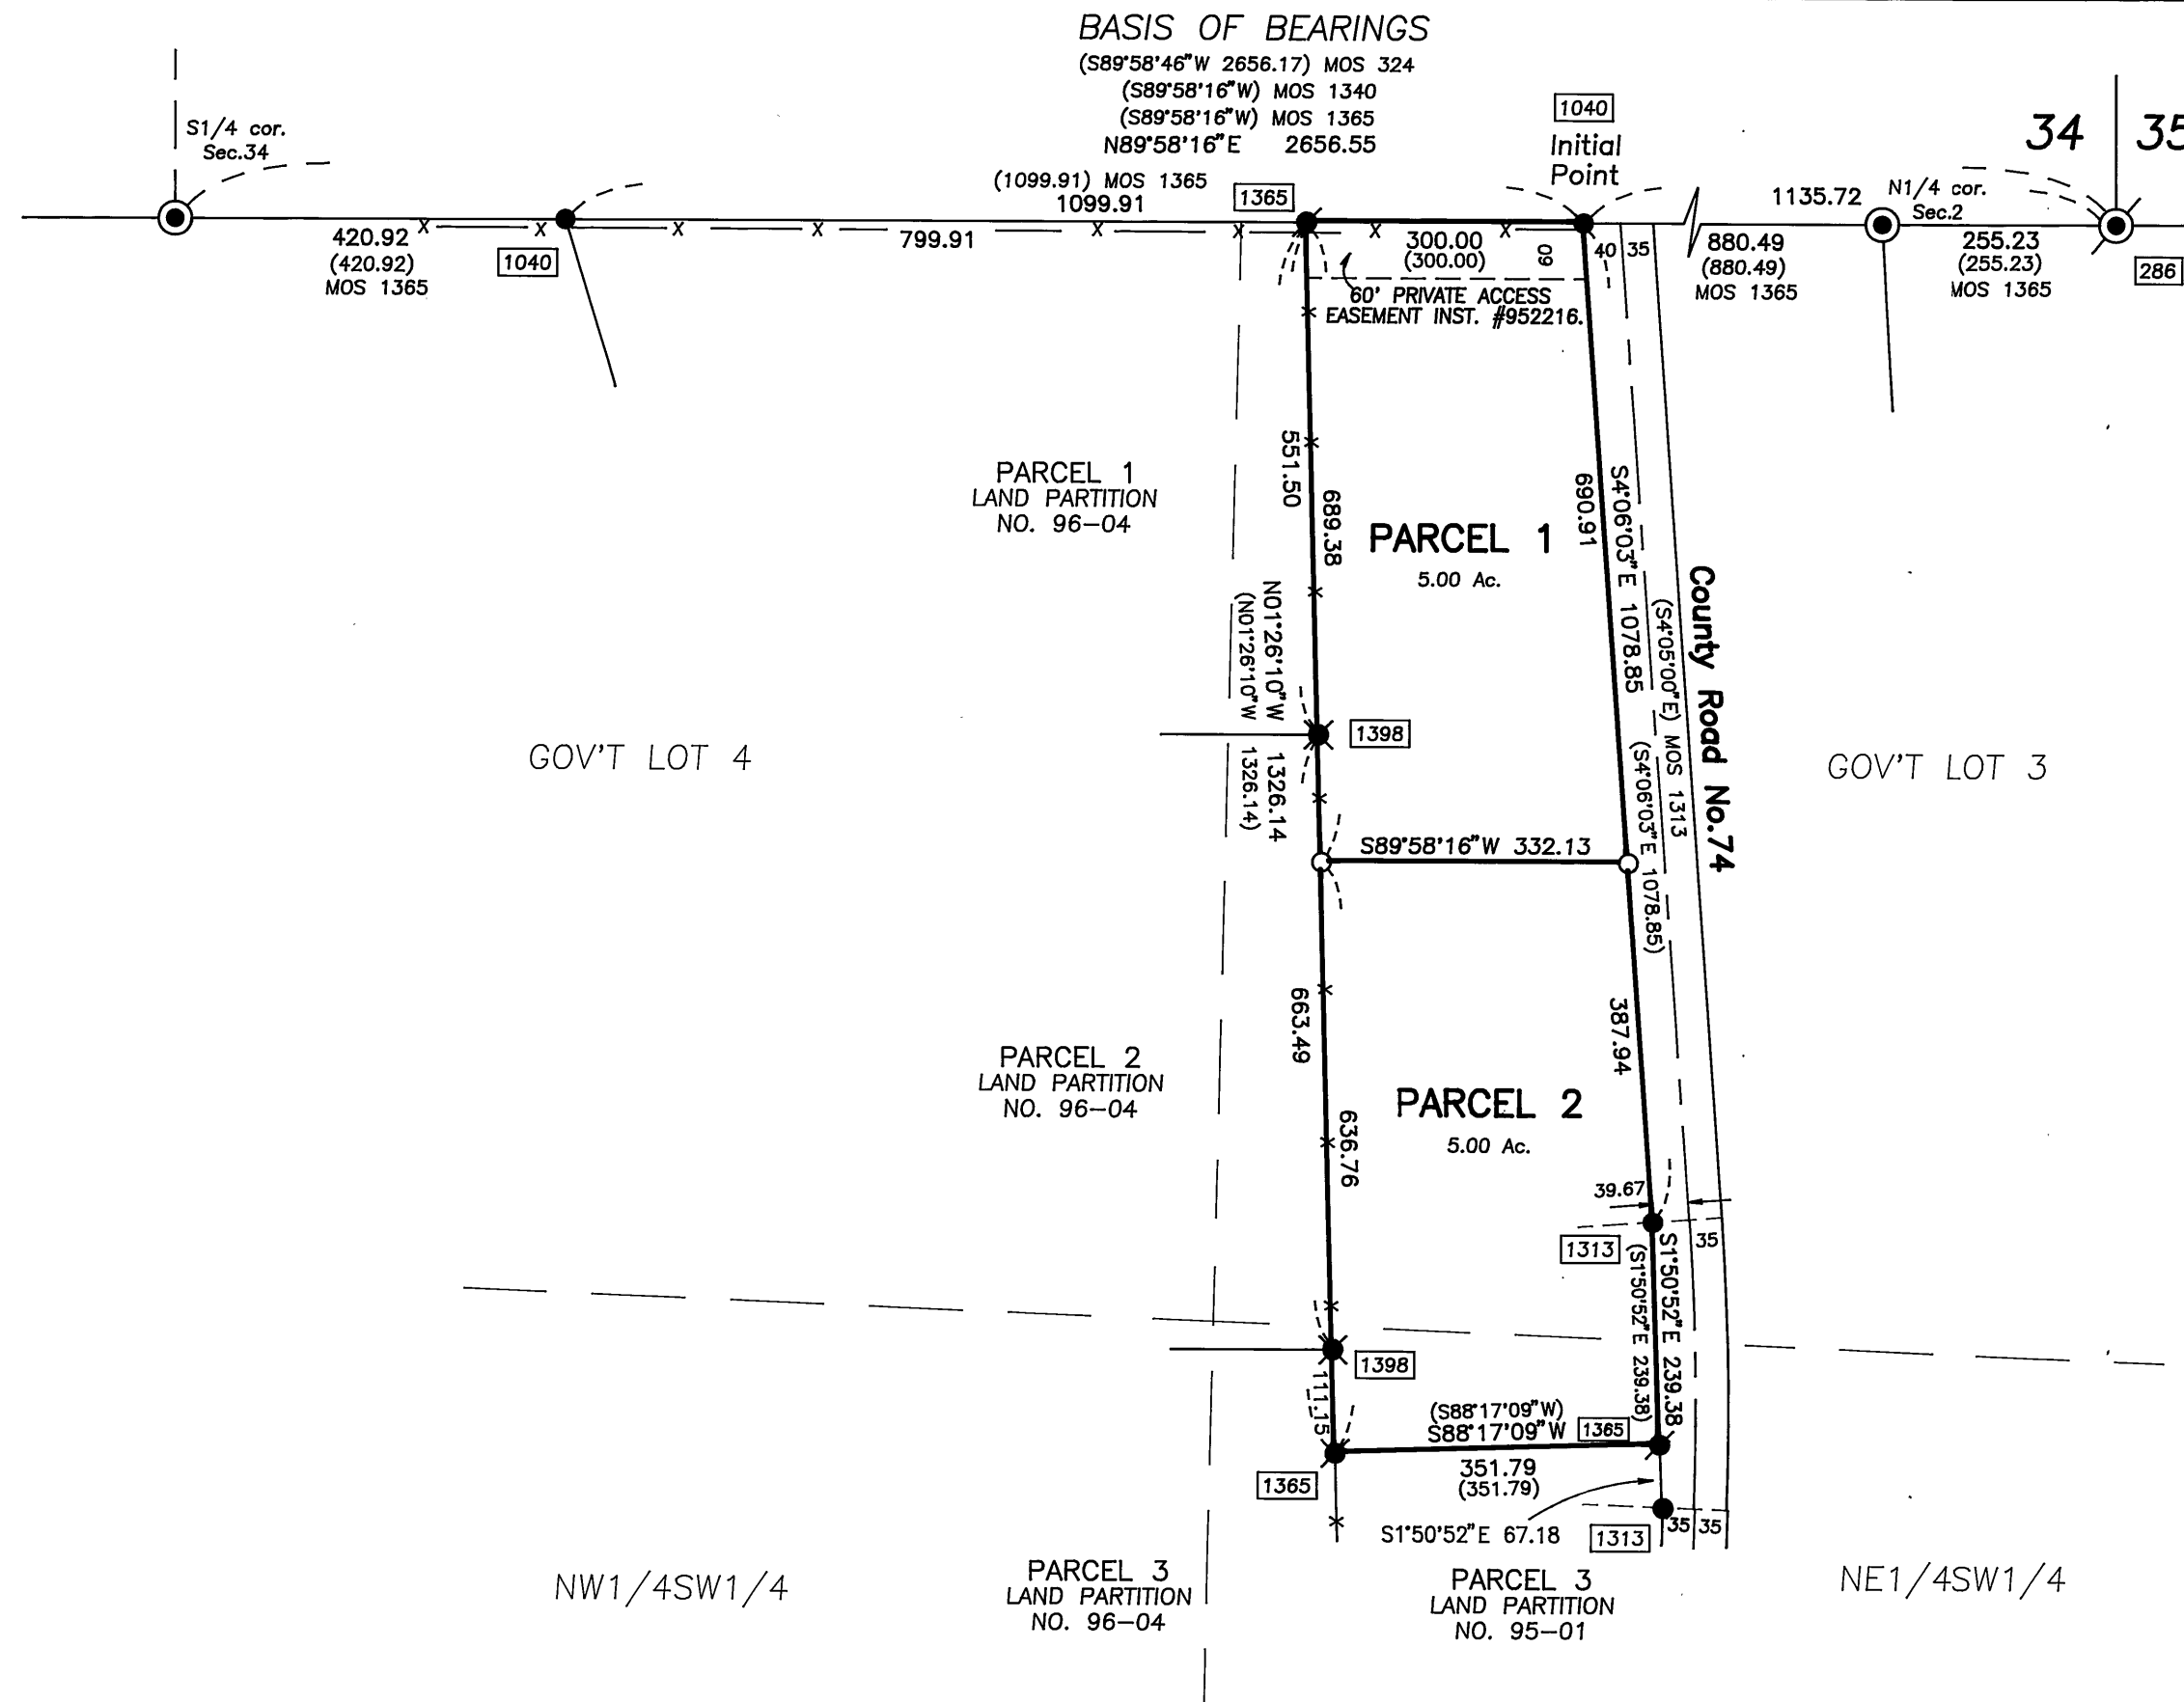 BASIS OF BEARINGS
(S89°58'46"W 2656.17) MOS 324
(S89°58'16"W) MOS 1340
(S89°58'16"W) MOS 1365
N89°58'16"E 2656.55
(1099.91) MOS 1365
1099.91
1365
1040
Initial
Point
34
35
S1/4 cor.
Sec.34
1135.72
N1/4 cor.
Sec.2
420.92
(420.92)
MOS 1365
1040
799.91
300.00
(300.00)
60
40
35
880.49
(880.49)
MOS 1365
255.23
(255.23)
MOS 1365
286
60' PRIVATE ACCESS
EASEMENT INST. #952216.
PARCEL 1
LAND PARTITION
NO. 96-04
551.50
689.38
PARCEL 1
5.00 Ac.
690.91
S4°06'03"E 1078.85
(S4°06'03"E 1078.85)
(S4°05'00"E) MOS 1313
County Road No.74
N01°26'10"W 1326.14
(N01°26'10"W 1326.14)
1398
GOV'T LOT 4
GOV'T LOT 3
S89°58'16"W 332.13
663.49
636.76
387.94
PARCEL 2
LAND PARTITION
NO. 96-04
PARCEL 2
5.00 Ac.
39.67
1313
35
S1°50'52"E 239.38
(S1°50'52"E 239.38)
1398
111.15
(S88°17'09"W)
S88°17'09"W
1365
351.79
(351.79)
1365
S1°50'52"E 67.18
1313
35
35
NW1/4SW1/4
PARCEL 3
LAND PARTITION
NO. 96-04
PARCEL 3
LAND PARTITION
NO. 95-01
NE1/4SW1/4